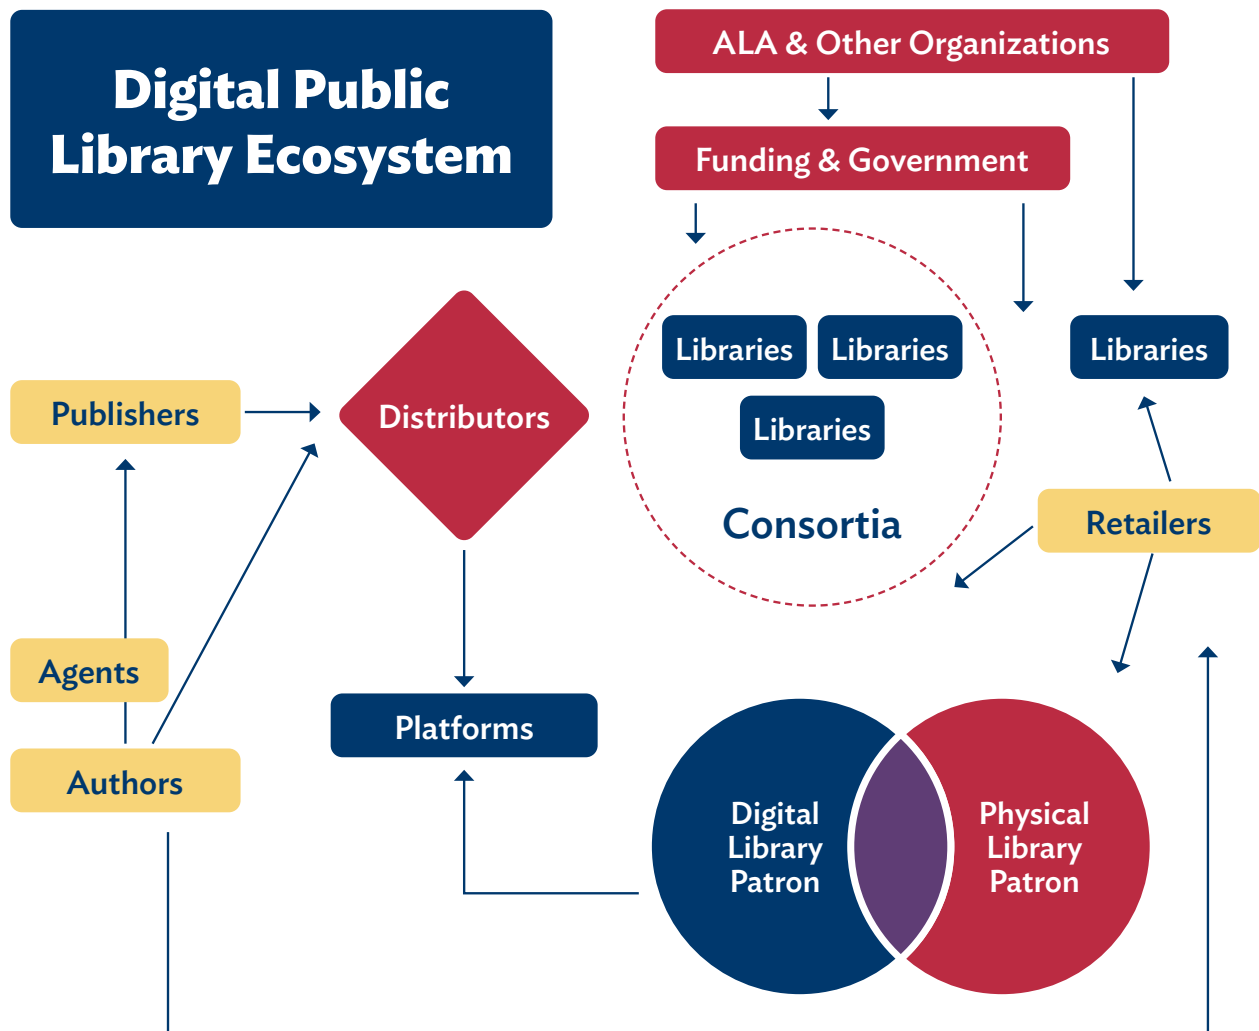 Digital Public
Library Ecosystem
ALA & Other Organizations
Funding & Government
Libraries
Libraries
Libraries
Libraries
Consortia
Publishers
Distributors
Retailers
Agents
Platforms
Authors
Digital
Library
Patron
Physical
Library
Patron